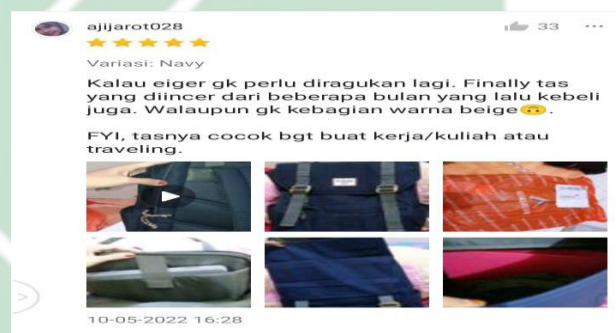 ajijarot028
33
Variasi: Navy
Kalau eiger gk perlu diragukan lagi. Finally tas
yang diincer dari beberapa bulan yang lalu kebeli
juga. Walaupun gk kebagian warna beige🙃.
FYI, tasnya cocok bgt buat kerja/kuliah atau
traveling.
10-05-2022 16:28